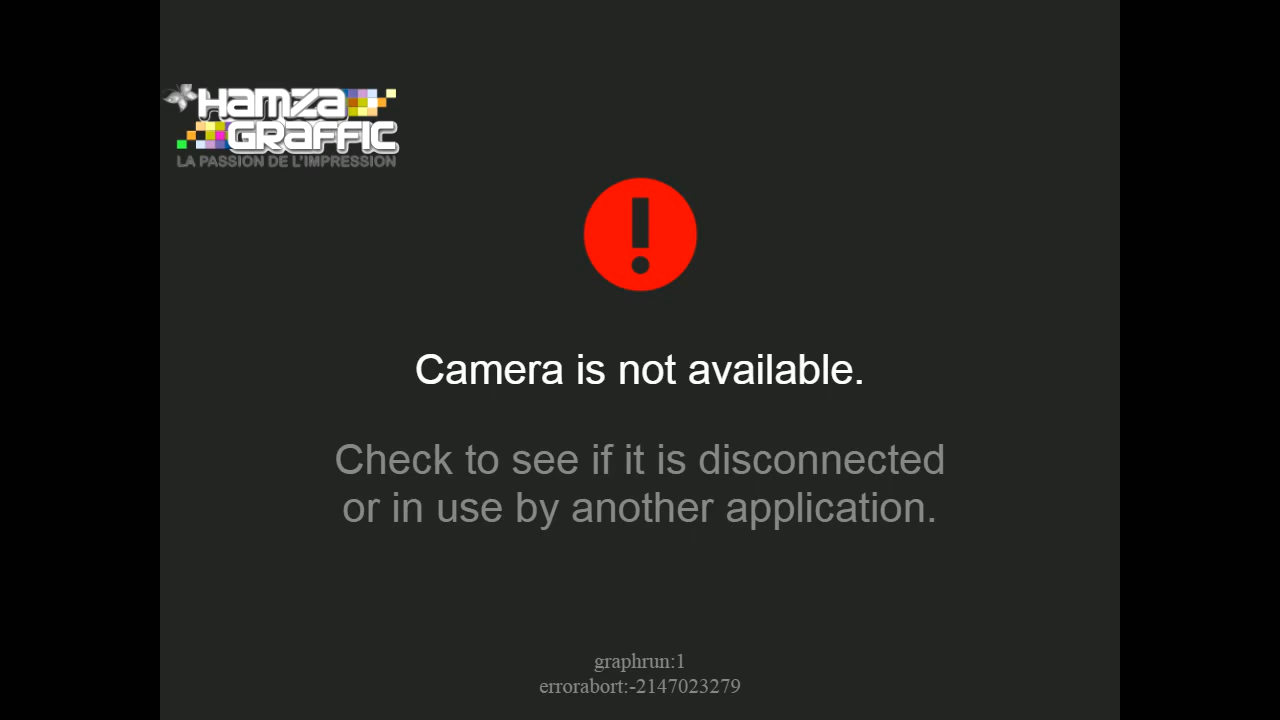 HAMZA
GRAFFIC
LA PASSION DE L'IMPRESSION
Camera is not available.
Check to see if it is disconnected
or in use by another application.
graphrun:1
errorabort:-2147023279